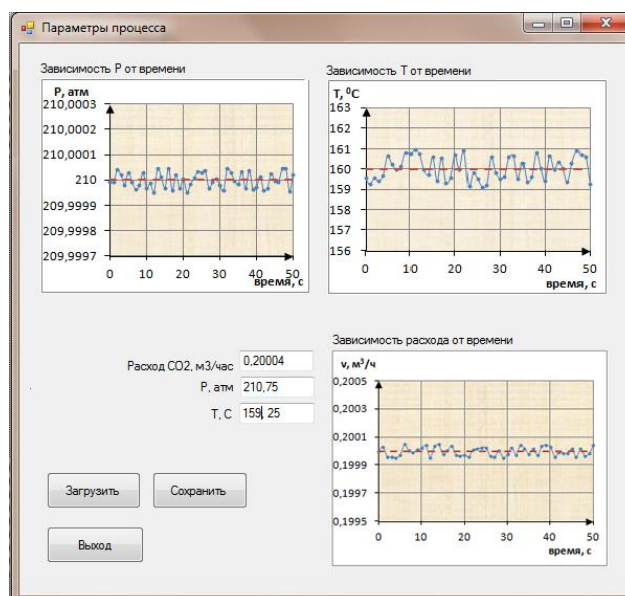 Параметры процесса
Зависимость P от времени
P, атм
210,0003
210,0002
210,0001
210
209,9999
209,9998
209,9997
0 10 20 30 40 50
время, с
Зависимость T от времени
T, ⁰C
163
162
161
160
159
158
157
156
0 10 20 30 40 50
время, с
Расход CO2, м3/час 0,20004
P, атм 210,75
T, C 159, 25
Зависимость расхода от времени
v, м³/ч
0,2005
0,2003
0,2001
0,1999
0,1997
0,1995
0 10 20 30 40 50
время, с
Загрузить Сохранить
Выход